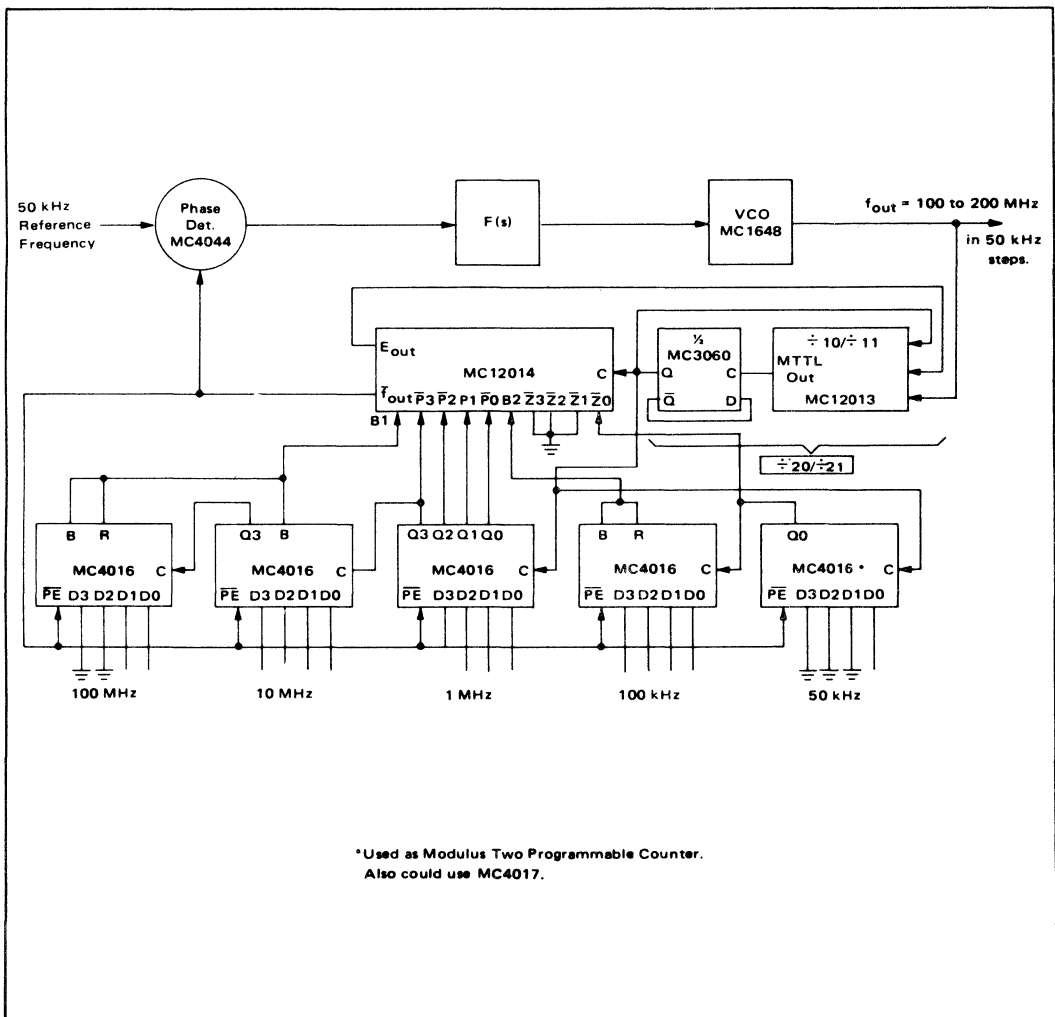 50 kHz
Reference
Frequency
Phase
Det.
MC4044
F(s)
VCO
MC1648
fout = 100 to 200 MHz
in 50 kHz
steps.
Eout
MC12014
C
f̅out P̅3 P̅2 P1 P̅0 B2 Z̅3 Z̅2 Z̅1 Z̅0
B1
½
MC3060
Q C
Q̅ D
÷10/÷11
MTTL
Out
MC12013
÷20/÷21
B R
MC4016
C
P̅E̅ D3 D2 D1 D0
100 MHz
Q3 B
MC4016
C
P̅E̅ D3 D2 D1 D0
10 MHz
Q3 Q2 Q1 Q0
MC4016
C
P̅E̅ D3 D2 D1 D0
1 MHz
B R
MC4016
C
P̅E̅ D3 D2 D1 D0
100 kHz
Q0
MC4016 *
C
P̅E̅ D3 D2 D1 D0
50 kHz
*Used as Modulus Two Programmable Counter.
Also could use MC4017.